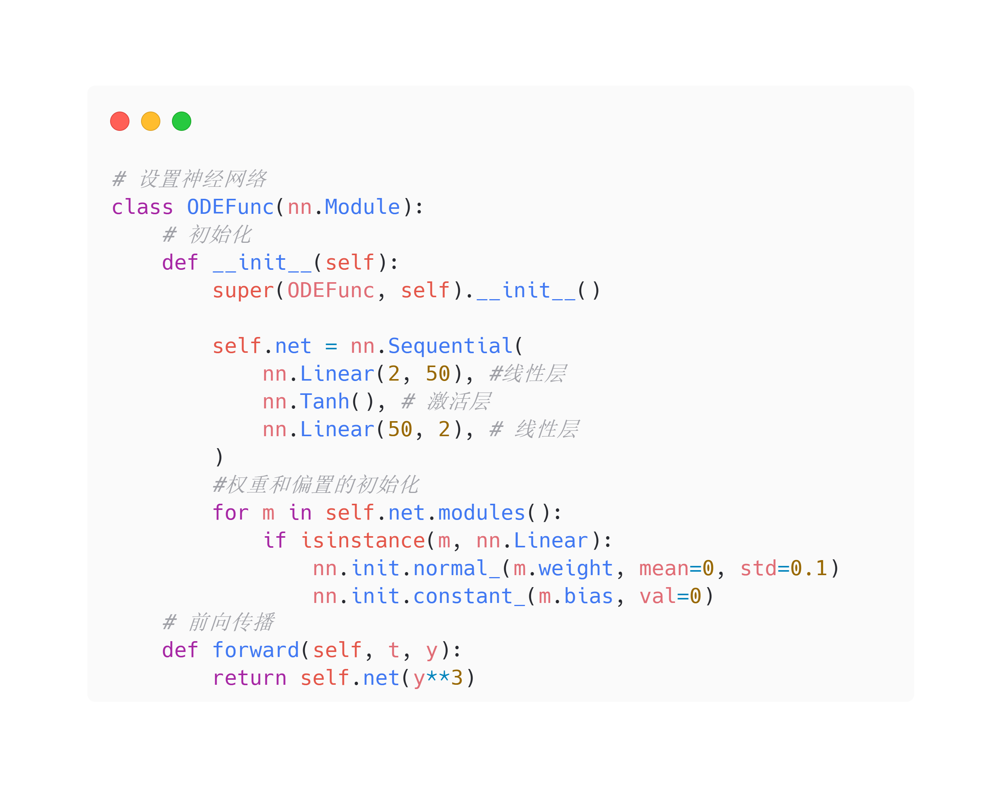 # 设置神经网络
class ODEFunc(nn.Module):
    # 初始化
    def __init__(self):
        super(ODEFunc, self).__init__()

        self.net = nn.Sequential(
            nn.Linear(2, 50), #线性层
            nn.Tanh(), # 激活层
            nn.Linear(50, 2), # 线性层
        )
        #权重和偏置的初始化
        for m in self.net.modules():
            if isinstance(m, nn.Linear):
                nn.init.normal_(m.weight, mean=0, std=0.1)
                nn.init.constant_(m.bias, val=0)
    # 前向传播
    def forward(self, t, y):
        return self.net(y**3)